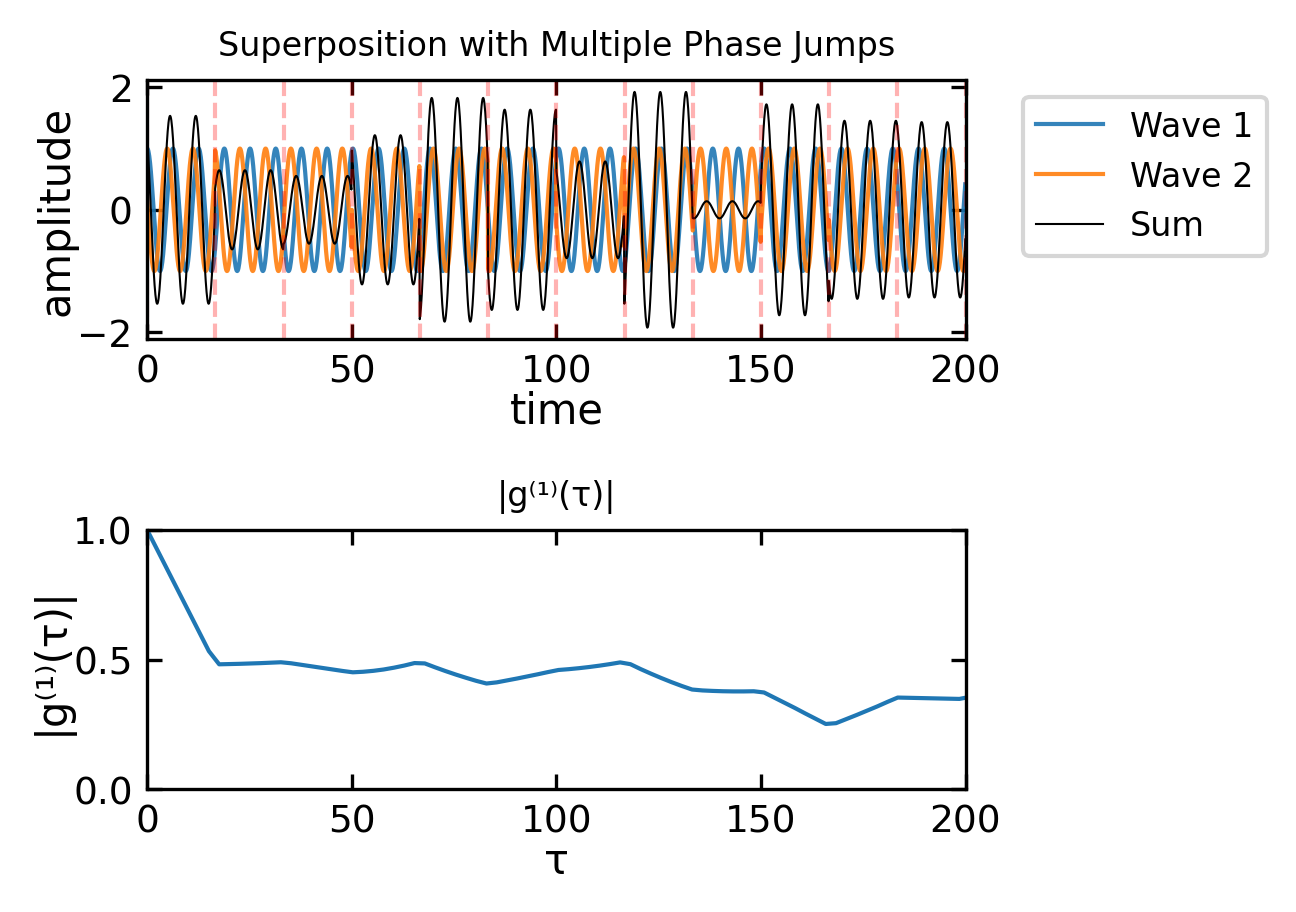 Superposition with Multiple Phase Jumps
amplitude
2
0
−2
0 50 100 150 200
time
Wave 1
Wave 2
Sum
|g⁽¹⁾(τ)|
|g⁽¹⁾(τ)|
1.0
0.5
0.0
0 50 100 150 200
τ